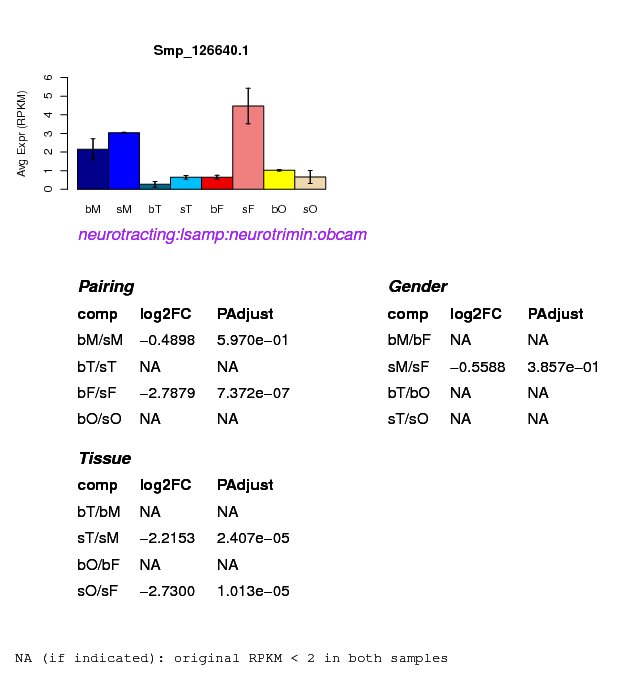 Smp_126640.1
Avg Expr (RPKM)
6
5
4
3
2
1
0
bM sM bT sT bF sF bO sO
neurotracting:lsamp:neurotrimin:obcam
Pairing
comp log2FC PAdjust
bM/sM −0.4898 5.970e−01
bT/sT NA NA
bF/sF −2.7879 7.372e−07
bO/sO NA NA
Gender
comp log2FC PAdjust
bM/bF NA NA
sM/sF −0.5588 3.857e−01
bT/bO NA NA
sT/sO NA NA
Tissue
comp log2FC PAdjust
bT/bM NA NA
sT/sM −2.2153 2.407e−05
bO/bF NA NA
sO/sF −2.7300 1.013e−05
NA (if indicated): original RPKM < 2 in both samples